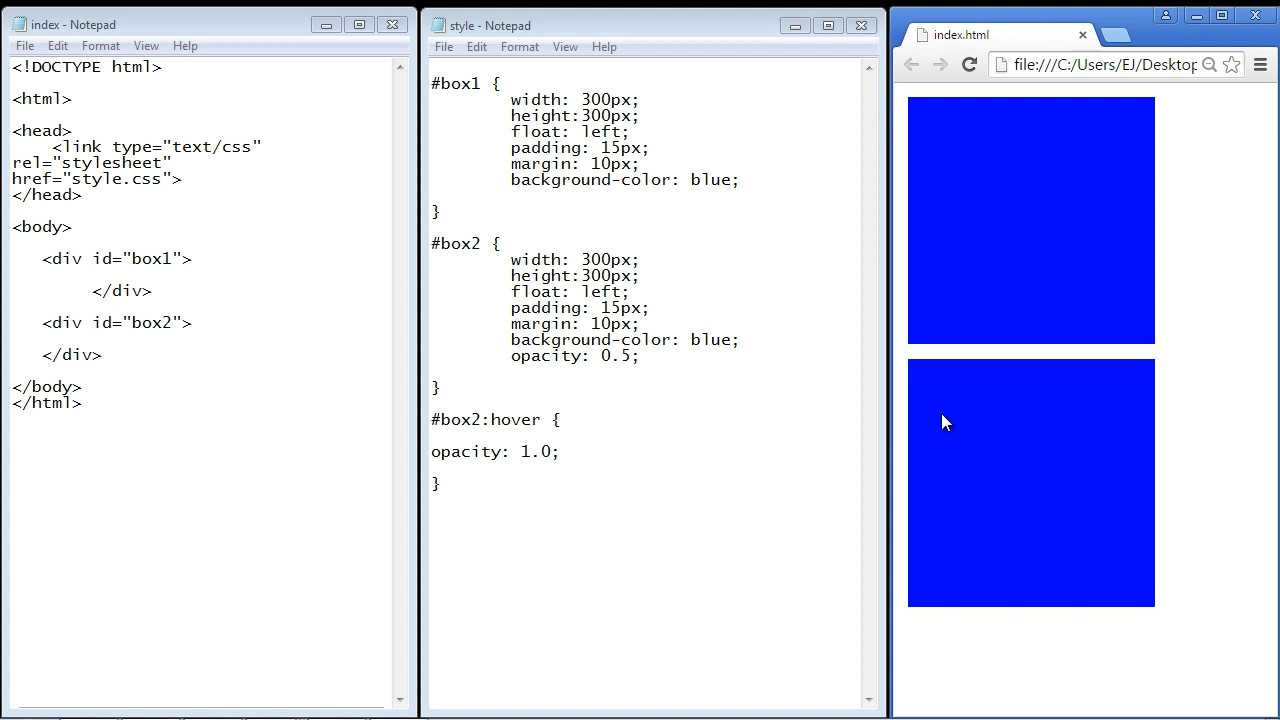 index - Notepad
File Edit Format View Help
<!DOCTYPE html>
<html>
<head>
<link type="text/css"
rel="stylesheet"
href="style.css">
</head>
<body>
<div id="box1">
</div>
<div id="box2">
</div>
</body>
</html>
style - Notepad
File Edit Format View Help
#box1 {
width: 300px;
height:300px;
float: left;
padding: 15px;
margin: 10px;
background-color: blue;
}
#box2 {
width: 300px;
height:300px;
float: left;
padding: 15px;
margin: 10px;
background-color: blue;
opacity: 0.5;
}
#box2:hover {
opacity: 1.0;
}
index.html
file:///C:/Users/EJ/Desktop